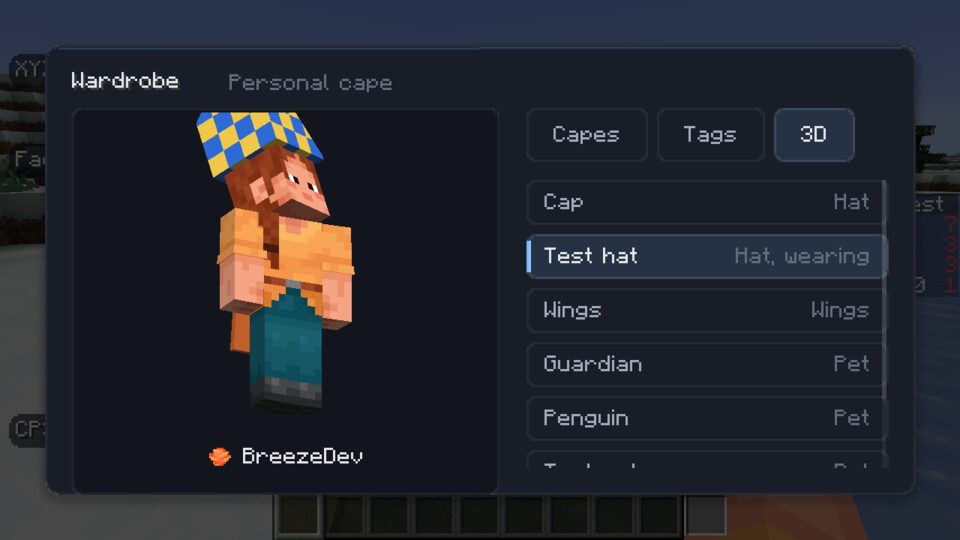 Wardrobe
Personal cape
XYZ
Capes
Tags
3D
Cap
Hat
Test hat
Hat, wearing
Wings
Wings
Guardian
Pet
Penguin
Pet
BreezeDev